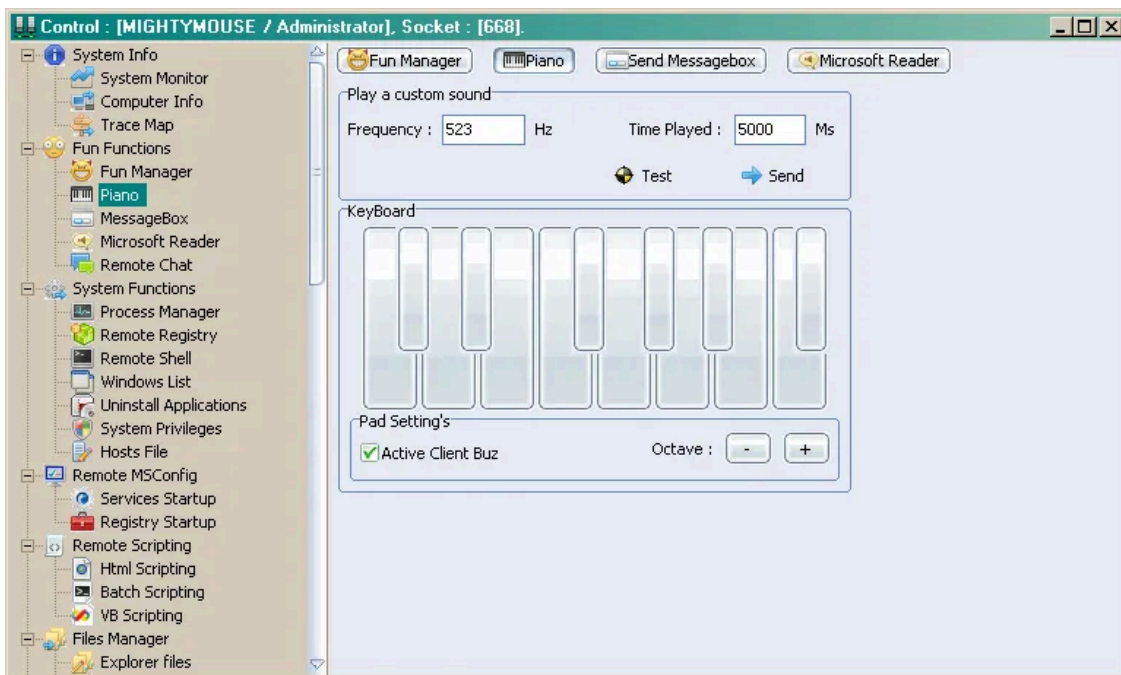 Control : [MIGHTYMOUSE / Administrator], Socket : [668].
System Info
System Monitor
Computer Info
Trace Map
Fun Functions
Fun Manager
Piano
MessageBox
Microsoft Reader
Remote Chat
System Functions
Process Manager
Remote Registry
Remote Shell
Windows List
Uninstall Applications
System Privileges
Hosts File
Remote MSConfig
Services Startup
Registry Startup
Remote Scripting
Html Scripting
Batch Scripting
VB Scripting
Files Manager
Explorer files
Fun Manager Piano Send Messagebox Microsoft Reader
Play a custom sound
Frequency : 523 Hz Time Played : 5000 Ms
Test Send
KeyBoard
Pad Setting's
Active Client Buz Octave : - +